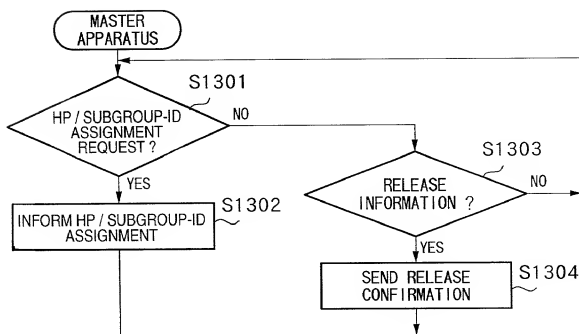 MASTER
APPARATUS
S1301
HP / SUBGROUP-ID
ASSIGNMENT
REQUEST ?
NO
YES
S1302
INFORM HP / SUBGROUP-ID
ASSIGNMENT
S1303
RELEASE
INFORMATION ?
NO
YES
S1304
SEND RELEASE
CONFIRMATION